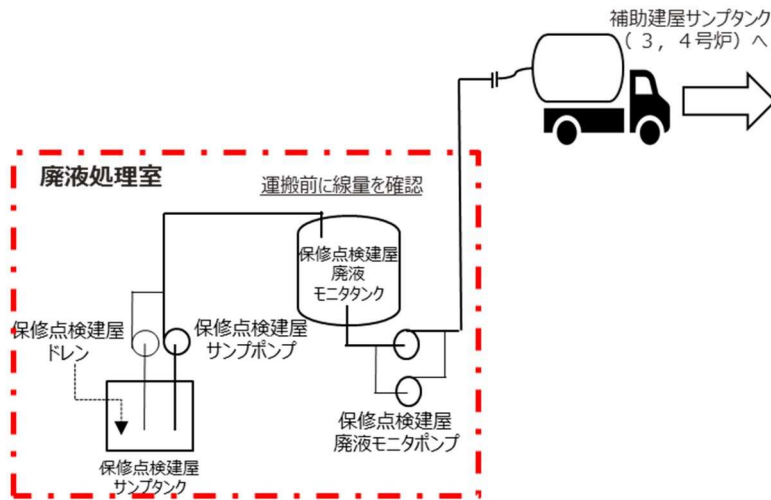 補助建屋サンプタンク
（３，４号炉）へ
廃液処理室
運搬前に線量を確認
保修点検建屋
廃液
モニタタンク
保修点検建屋
ドレン
保修点検建屋
サンプポンプ
保修点検建屋
廃液モニタポンプ
保修点検建屋
サンプタンク